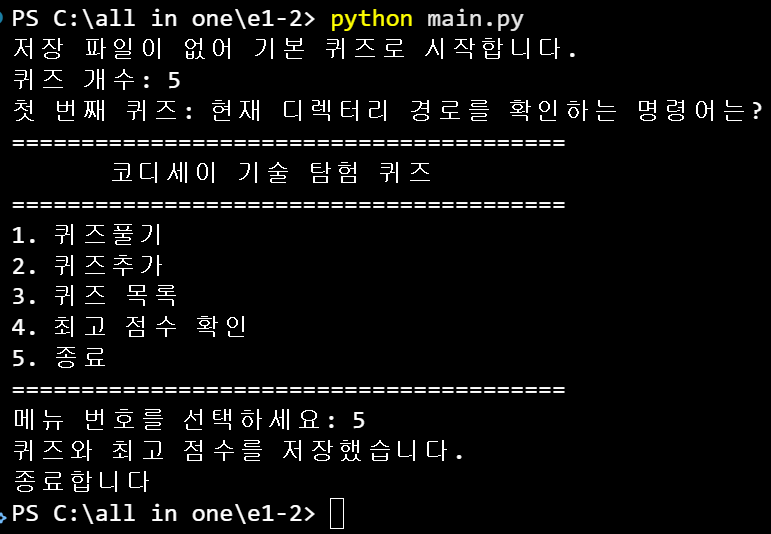 PS C:\all in one\e1-2> python main.py
저장 파일이 없어 기본 퀴즈로 시작합니다.
퀴즈 개수: 5
첫 번째 퀴즈: 현재 디렉터리 경로를 확인하는 명령어는?
========================================
코디세이 기술 탐험 퀴즈
========================================
1. 퀴즈풀기
2. 퀴즈추가
3. 퀴즈 목록
4. 최고 점수 확인
5. 종료
========================================
메뉴 번호를 선택하세요: 5
퀴즈와 최고 점수를 저장했습니다.
종료합니다
PS C:\all in one\e1-2>